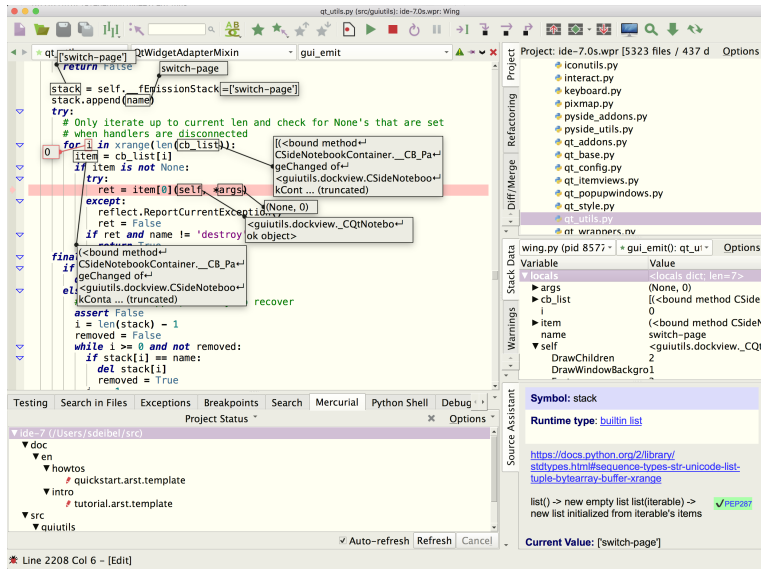 qt_utils.py (src/guiutils): ide-7.0s.wpr: Wing
QtWidgetAdapterMixin
gui_emit
['switch-page']
return False
switch-page
stack = self.__fEmissionStack
=['switch-page']
stack.append(name)
try:
# Only iterate up to current len and check for None's that are set
# when handlers are disconnected
for i in xrange(len(cb_list)):
0
item = cb_list[i]
[(<bound method↵
CSideNotebookContainer.__CB_Pa↵
geChanged of↵
<guiutils.dockview.CSideNoteboo↵
kCont ... (truncated)
if item is not None:
try:
ret = item[0](self, *args)
(None, 0)
except:
reflect.ReportCurrentException()
ret = False
<guiutils.dockview._CQtNotebo↵
ok object>
if ret and name != 'destroy'
return True
(<bound method↵
CSideNotebookContainer.__CB_Pa↵
geChanged of↵
<guiutils.dockview.CSideNoteboo↵
kConta ... (truncated)
if
recover
assert False
i = len(stack) - 1
removed = False
while i >= 0 and not removed:
if stack[i] == name:
del stack[i]
removed = True
Testing
Search in Files
Exceptions
Breakpoints
Search
Mercurial
Python Shell
Debug
Project Status
Options
ide-7 (/Users/sdeibel/src)
doc
en
howtos
quickstart.arst.template
intro
tutorial.arst.template
src
guiutils
Auto-refresh
Refresh
Cancel
Line 2208 Col 6 - [Edit]
Project
Refactoring
Diff/Merge
Project: ide-7.0s.wpr [5323 files / 437 d
Options
iconutils.py
interact.py
keyboard.py
pixmap.py
pyside_addons.py
pyside_utils.py
qt_addons.py
qt_base.py
qt_config.py
qt_itemviews.py
qt_popupwindows.py
qt_style.py
qt_utils.py
qt_wrappers.py
Stack Data
Warnings
wing.py (pid 8577
gui_emit(): qt_u
Options
Variable
Value
locals
<locals dict; len=7>
args
(None, 0)
cb_list
[(<bound method CSideN
i
0
item
(<bound method CSideN
name
switch-page
self
<guiutils.dockview._CQt
DrawChildren
2
DrawWindowBackgro
1
Source Assistant
Symbol: stack
Runtime type: builtin list
https://docs.python.org/2/library/
stdtypes.html#sequence-types-str-unicode-list-
tuple-bytearray-buffer-xrange
list() -> new empty list list(iterable) ->
new list initialized from iterable's items
✓PEP287
Current Value: ['switch-page']